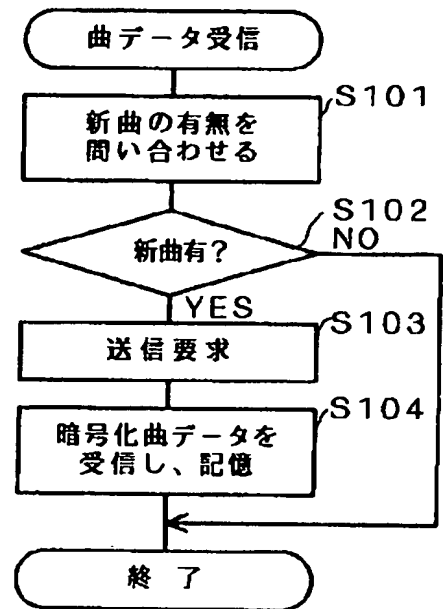 曲データ受信
S101
新曲の有無を
問い合わせる
S102
新曲有?
NO
YES
S103
送信要求
S104
暗号化曲データを
受信し、記憶
終了